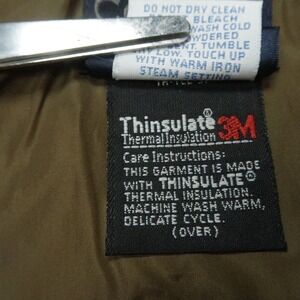 DO NOT DRY CLEAN
BLEACH
WASH COLD
POWDERED
TUMBLE
LOW. TOUCH UP
WITH WARM IRON
STEAM SETTING
Thinsulate®
Thermal Insulation 3M
Care Instructions:
THIS GARMENT IS MADE
WITH THINSULATE®
THERMAL INSULATION.
MACHINE WASH WARM,
DELICATE CYCLE.
(OVER)